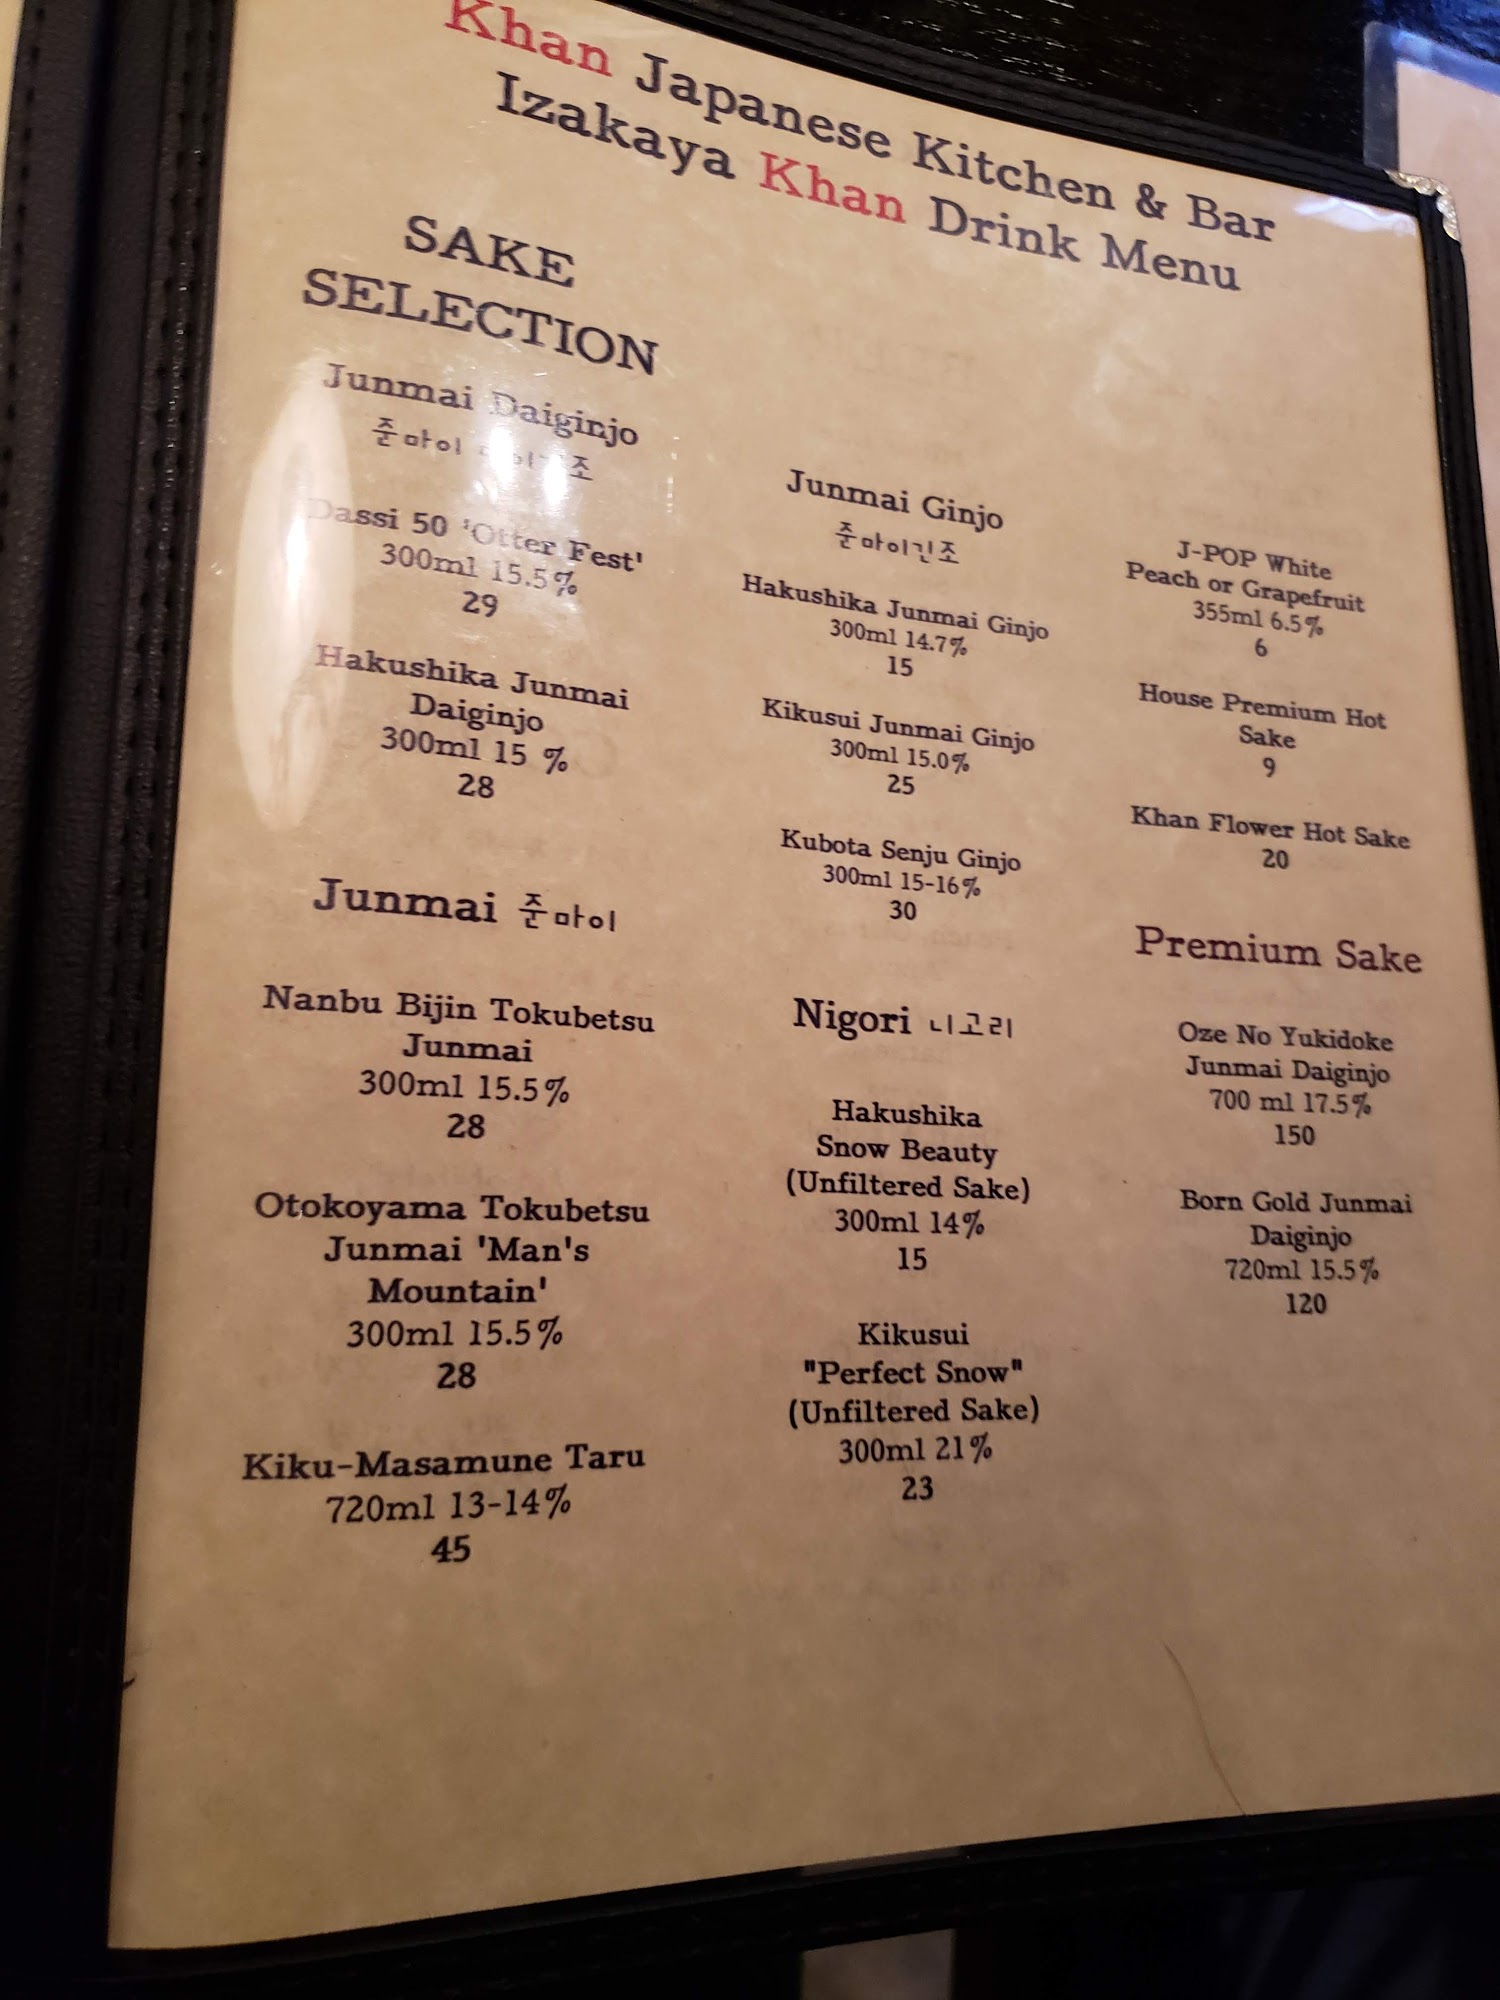 Khan Japanese Kitchen & Bar
Izakaya Khan Drink Menu
SAKE
SELECTION
Junmai Daiginjo
쥰마이
Dassi 50 'Otter Fest'
300ml 15.5%
29
Hakushika Junmai
Daiginjo
300ml 15 %
28
Junmai 쥰마이
Nanbu Bijin Tokubetsu
Junmai
300ml 15.5%
28
Otokoyama Tokubetsu
Junmai 'Man's
Mountain'
300ml 15.5%
28
Kiku-Masamune Taru
720ml 13-14%
45
Junmai Ginjo
쥰마이긴조
Hakushika Junmai Ginjo
300ml 14.7%
15
Kikusui Junmai Ginjo
300ml 15.0%
25
Kubota Senju Ginjo
300ml 15-16%
30
Nigori 니고리
Hakushika
Snow Beauty
(Unfiltered Sake)
300ml 14%
15
Kikusui
"Perfect Snow"
(Unfiltered Sake)
300ml 21%
23
J-POP White
Peach or Grapefruit
355ml 6.5%
6
House Premium Hot
Sake
9
Khan Flower Hot Sake
20
Premium Sake
Oze No Yukidoke
Junmai Daiginjo
700 ml 17.5%
150
Born Gold Junmai
Daiginjo
720ml 15.5%
120